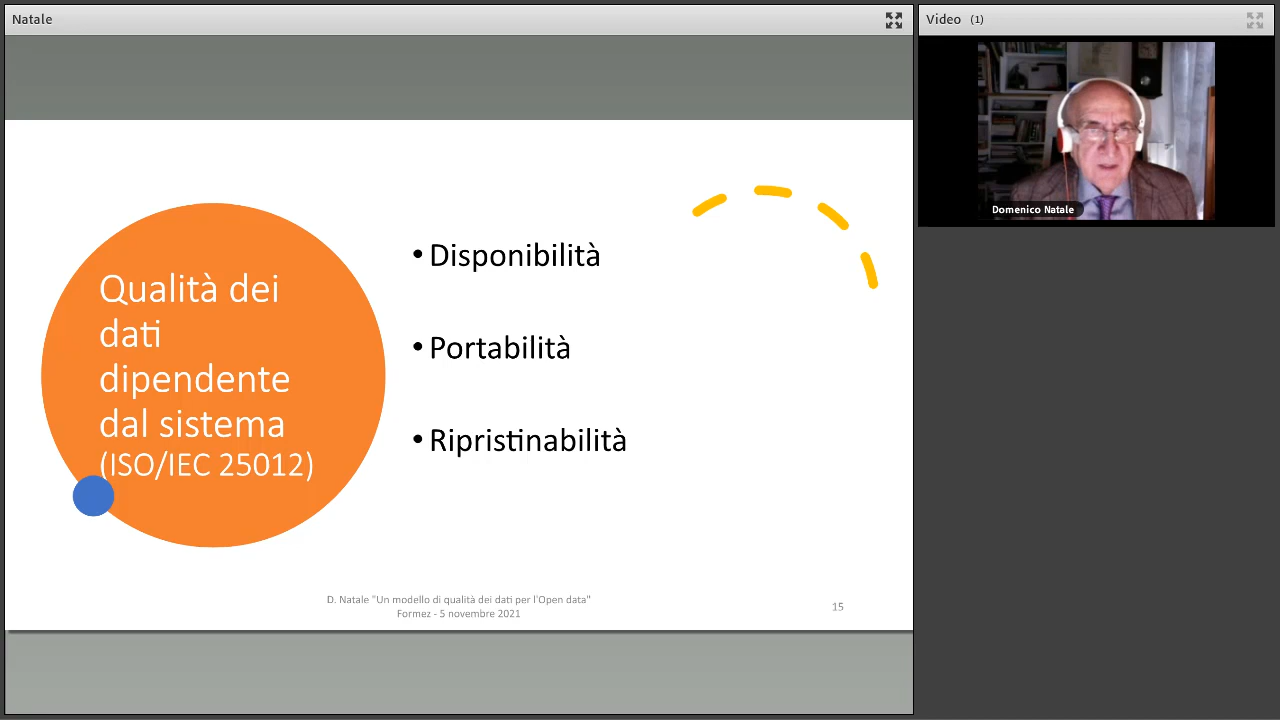 Natale
Video (1)
Domenico Natale
Qualità dei
dati
dipendente
dal sistema
(ISO/IEC 25012)
• Disponibilità
• Portabilità
• Ripristinabilità
D. Natale "Un modello di qualità dei dati per l'Open data"
Formez - 5 novembre 2021
15